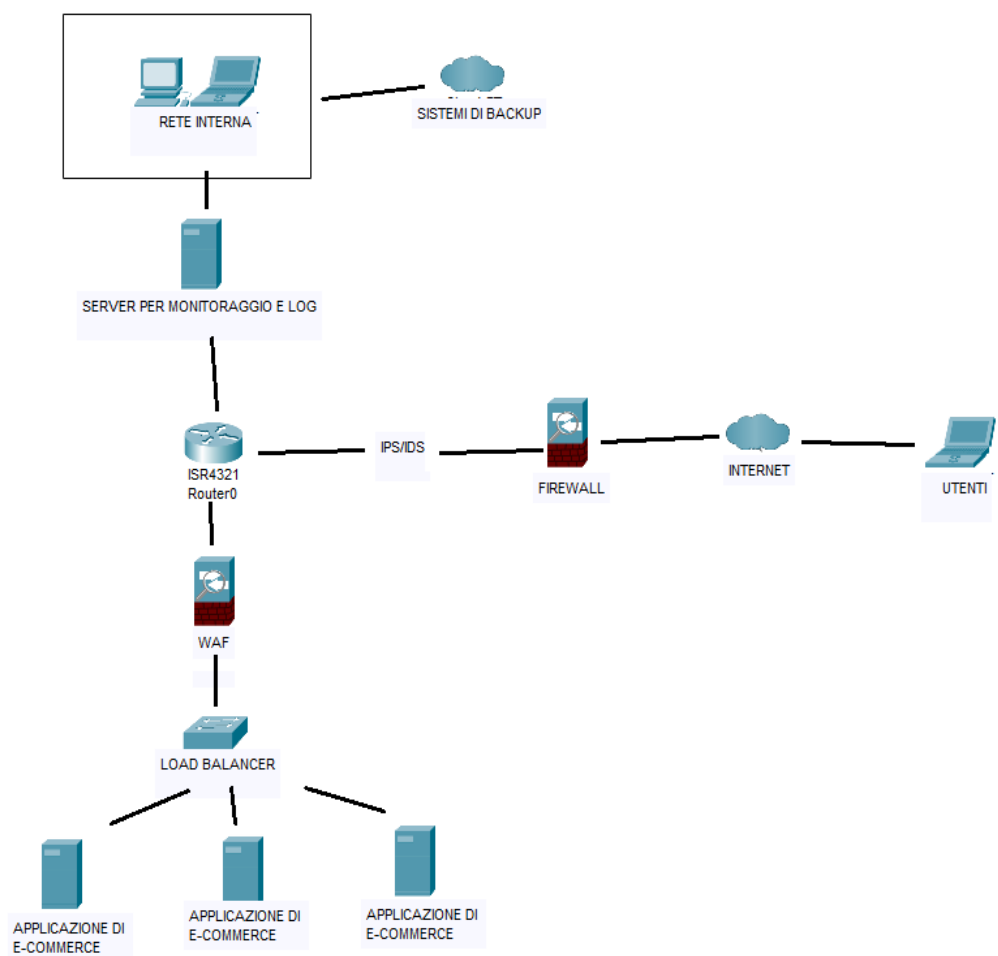 RETE INTERNA
SISTEMI DI BACKUP
SERVER PER MONITORAGGIO E LOG
IPS/IDS
ISR4321
Router0
FIREWALL
INTERNET
UTENTI
WAF
LOAD BALANCER
APPLICAZIONE DI
E-COMMERCE
APPLICAZIONE DI
E-COMMERCE
APPLICAZIONE DI
E-COMMERCE